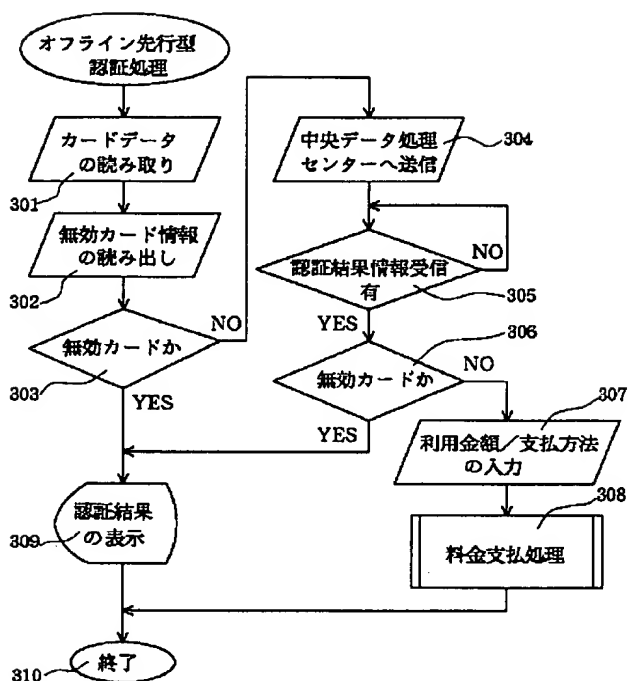 オフライン先行型
認証処理
カードデータ
の読み取り
301
無効カード情報
の読み出し
302
無効カードか
NO
303
YES
中央データ処理
センターへ送信
304
NO
認証結果情報受信
有
305
YES
306
無効カードか
NO
YES
307
利用金額/支払方法
の入力
308
料金支払処理
認証結果
の表示
309
終了
310